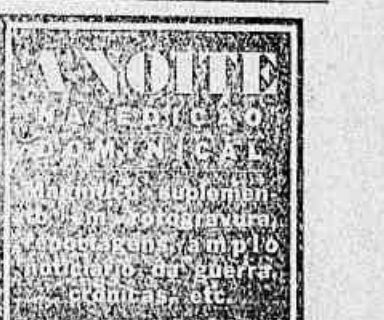 A NOITE
NA EDIÇÃO
DOMINICAL
Magnifico suplemen-
to em rotogravura,
reportagens, amplo
noticiario da guerra,
cronicas, etc.